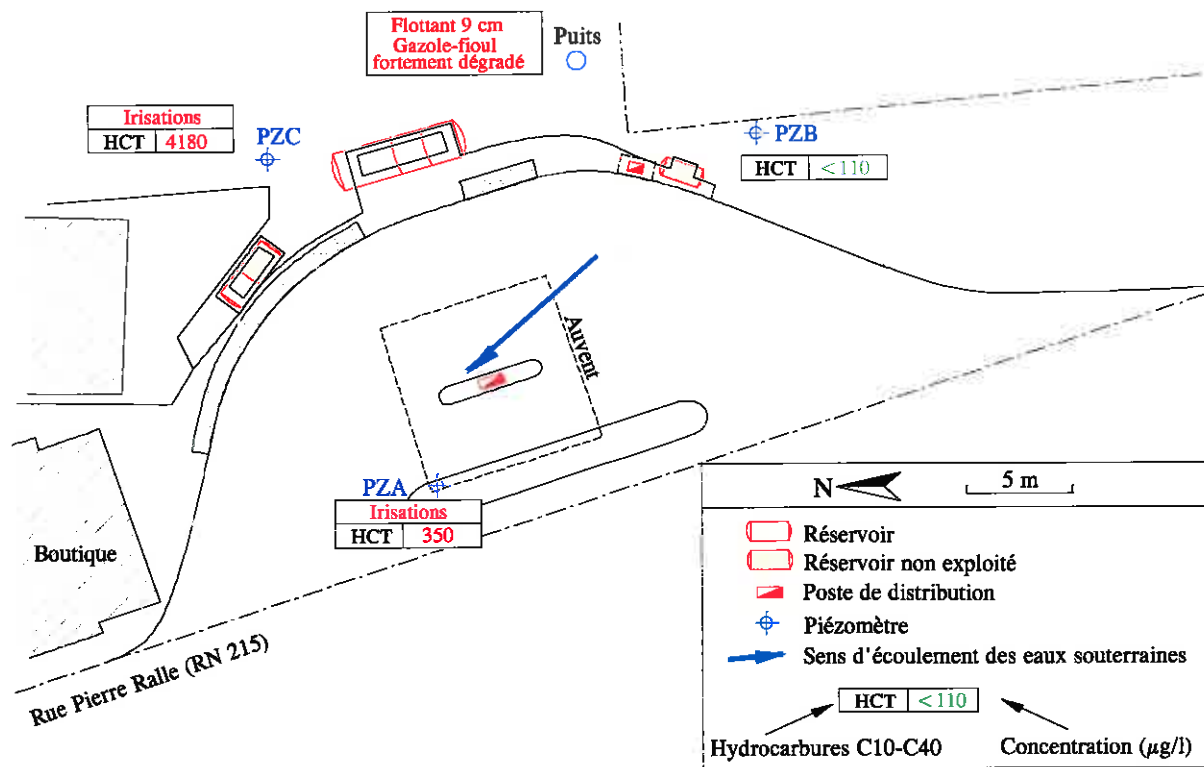 Flottant 9 cm
Gazole-fioul
fortement dégradé
Puits
Irisations
HCT 4180
PZC
PZB
HCT <110
Auvent
PZA
Irisations
HCT 350
Boutique
Rue Pierre Ralle (RN 215)
N
5 m
Réservoir
Réservoir non exploité
Poste de distribution
Piézomètre
Sens d'écoulement des eaux souterraines
HCT <110
Hydrocarbures C10-C40
Concentration (µg/l)